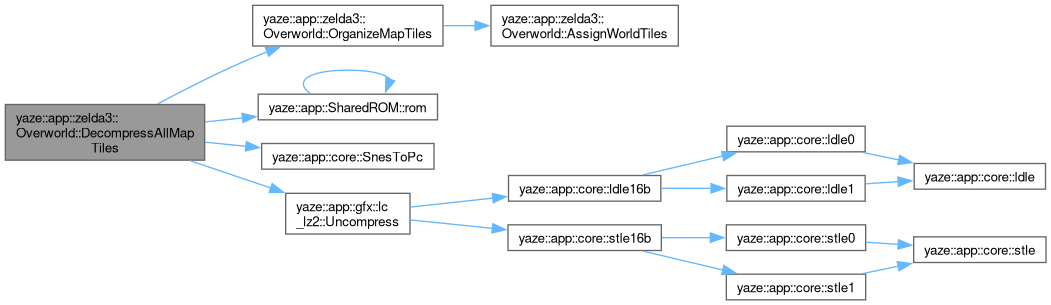 yaze::app::zelda3::
Overworld::DecompressAllMap
Tiles
yaze::app::zelda3::
Overworld::OrganizeMapTiles
yaze::app::zelda3::
Overworld::AssignWorldTiles
yaze::app::SharedROM::rom
yaze::app::core::SnesToPc
yaze::app::gfx::lc
_lz2::Uncompress
yaze::app::core::ldle16b
yaze::app::core::ldle0
yaze::app::core::ldle1
yaze::app::core::ldle
yaze::app::core::stle16b
yaze::app::core::stle0
yaze::app::core::stle1
yaze::app::core::stle